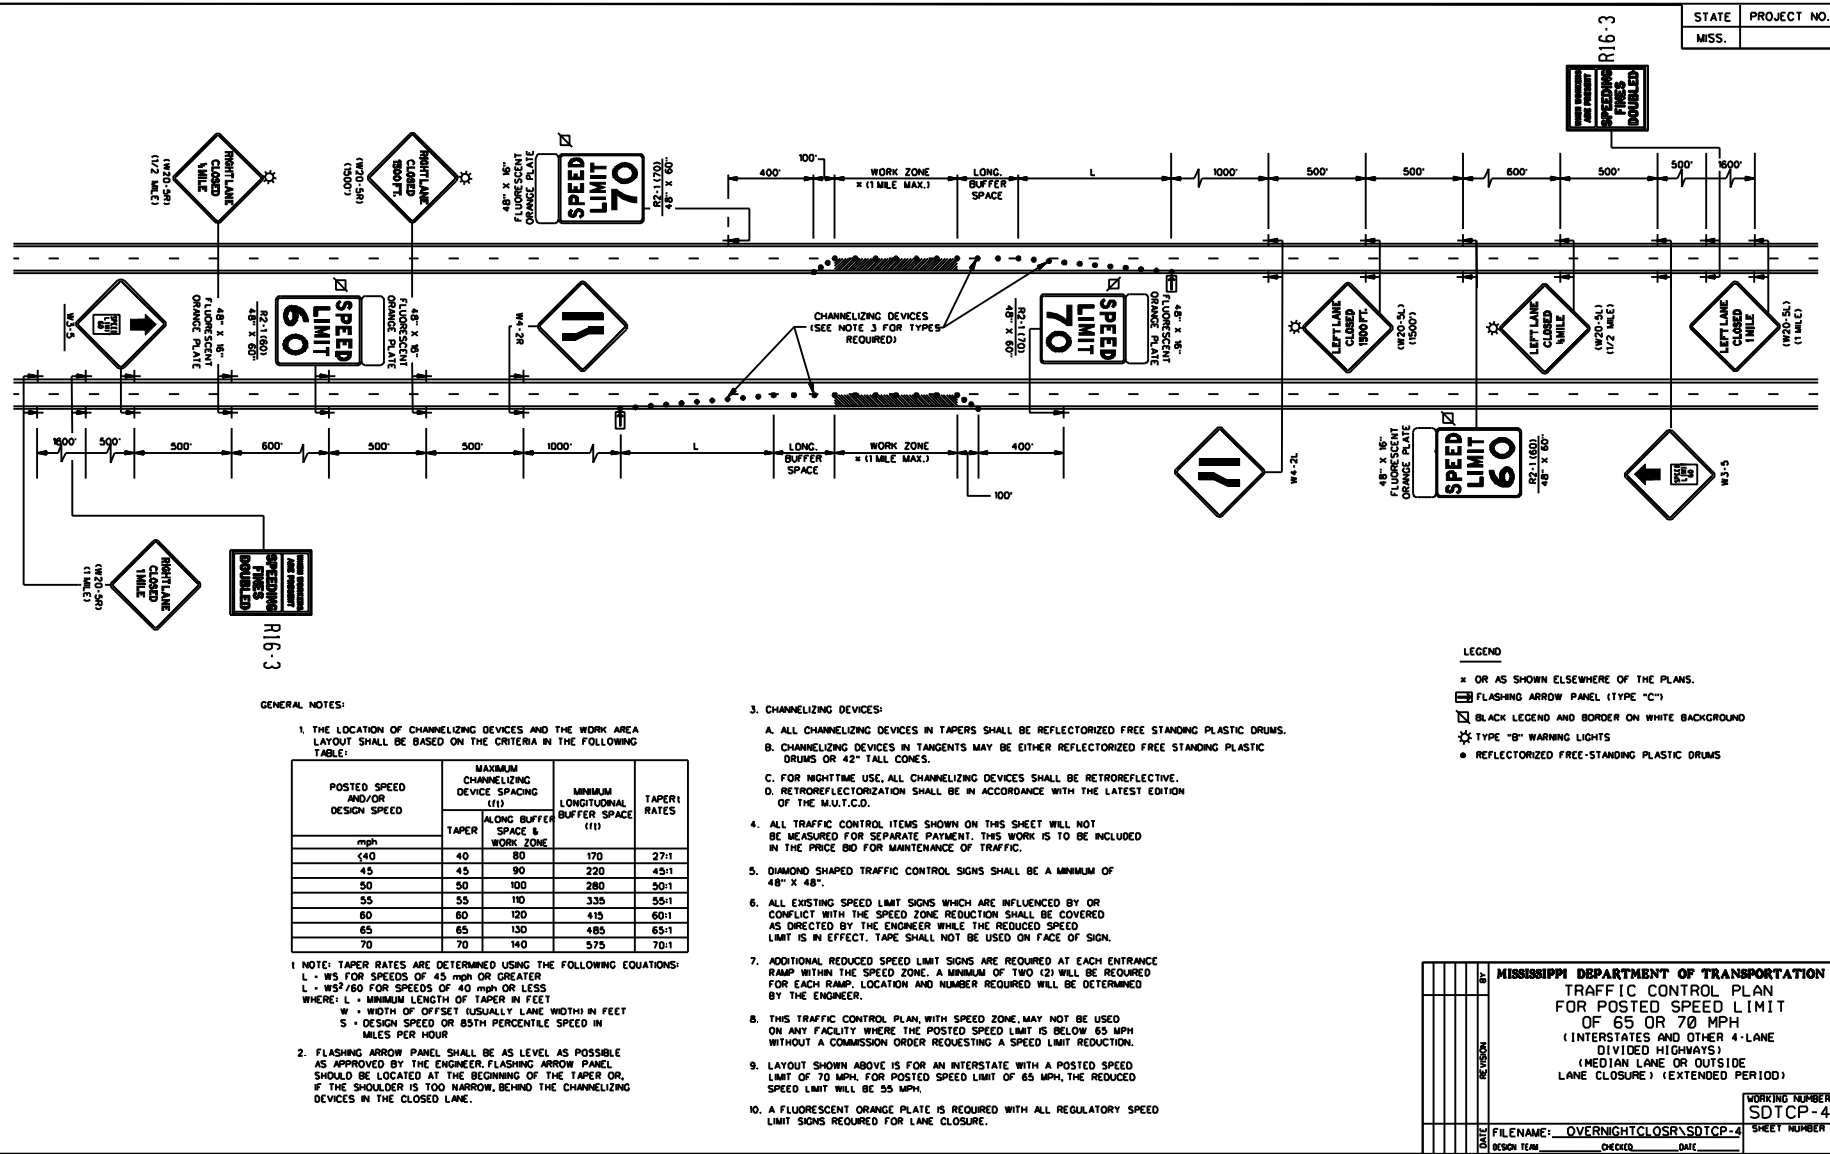 STATE PROJECT NO.
MISS.
R16-3
WHEN WORKERS
ARE PRESENT
SPEEDING
FINES
DOUBLED
RIGHT LANE
CLOSED
½ MILE
(W20-5R)
(1/2 MILE)
RIGHT LANE
CLOSED
1500 FT.
(W20-5R)
(1500')
48" X 16"
FLUORESCENT
ORANGE PLATE
SPEED
LIMIT
70
R2-1(70)
48" X 60"
400'
100'
WORK ZONE
* (1 MILE MAX.)
LONG.
BUFFER
SPACE
L
1000'
500'
500'
600'
500'
500'
1600'
W3-5
SPEED
LIMIT
60
48" X 16"
FLUORESCENT
ORANGE PLATE
R2-1(60)
48" X 60"
SPEED
LIMIT
60
48" X 16"
FLUORESCENT
ORANGE PLATE
W4-2R
CHANNELIZING DEVICES
(SEE NOTE 3 FOR TYPES
REQUIRED)
R2-1(70)
48" X 60"
SPEED
LIMIT
70
48" X 16"
FLUORESCENT
ORANGE PLATE
LEFT LANE
CLOSED
1500 FT.
(W20-5L)
(1500')
LEFT LANE
CLOSED
½ MILE
(W20-5L)
(1/2 MILE)
LEFT LANE
CLOSED
1 MILE
(W20-5L)
(1 MILE)
1600'
500'
500'
600'
500'
500'
1000'
L
LONG.
BUFFER
SPACE
WORK ZONE
* (1 MILE MAX.)
400'
100'
W4-2L
48" X 16"
FLUORESCENT
ORANGE PLATE
SPEED
LIMIT
60
R2-1(60)
48" X 60"
SPEED
LIMIT
60
W3-5
(W20-5R)
(1 MILE)
RIGHT LANE
CLOSED
1 MILE
WHEN WORKERS
ARE PRESENT
SPEEDING
FINES
DOUBLED
R16-3
LEGEND
* OR AS SHOWN ELSEWHERE OF THE PLANS.
FLASHING ARROW PANEL (TYPE "C")
BLACK LEGEND AND BORDER ON WHITE BACKGROUND
TYPE "B" WARNING LIGHTS
REFLECTORIZED FREE-STANDING PLASTIC DRUMS
GENERAL NOTES:
1. THE LOCATION OF CHANNELIZING DEVICES AND THE WORK AREA
LAYOUT SHALL BE BASED ON THE CRITERIA IN THE FOLLOWING
TABLE:
POSTED SPEED
AND/OR
DESIGN SPEED
mph
MAXIMUM
CHANNELIZING
DEVICE SPACING
(ft)
TAPER
ALONG BUFFER
SPACE &
WORK ZONE
MINIMUM
LONGITUDINAL
BUFFER SPACE
(ft)
TAPER†
RATES
≤40 40 80 170 27:1
45 45 90 220 45:1
50 50 100 280 50:1
55 55 110 335 55:1
60 60 120 415 60:1
65 65 130 485 65:1
70 70 140 575 70:1
† NOTE: TAPER RATES ARE DETERMINED USING THE FOLLOWING EQUATIONS:
L = WS FOR SPEEDS OF 45 mph OR GREATER
L = WS²/60 FOR SPEEDS OF 40 mph OR LESS
WHERE: L = MINIMUM LENGTH OF TAPER IN FEET
W = WIDTH OF OFFSET (USUALLY LANE WIDTH) IN FEET
S = DESIGN SPEED OR 85TH PERCENTILE SPEED IN
MILES PER HOUR
2. FLASHING ARROW PANEL SHALL BE AS LEVEL AS POSSIBLE
AS APPROVED BY THE ENGINEER. FLASHING ARROW PANEL
SHOULD BE LOCATED AT THE BEGINNING OF THE TAPER OR,
IF THE SHOULDER IS TOO NARROW, BEHIND THE CHANNELIZING
DEVICES IN THE CLOSED LANE.
3. CHANNELIZING DEVICES:
A. ALL CHANNELIZING DEVICES IN TAPERS SHALL BE REFLECTORIZED FREE STANDING PLASTIC DRUMS.
B. CHANNELIZING DEVICES IN TANGENTS MAY BE EITHER REFLECTORIZED FREE STANDING PLASTIC
DRUMS OR 42" TALL CONES.
C. FOR NIGHTTIME USE, ALL CHANNELIZING DEVICES SHALL BE RETROREFLECTIVE.
D. RETROREFLECTORIZATION SHALL BE IN ACCORDANCE WITH THE LATEST EDITION
OF THE M.U.T.C.D.
4. ALL TRAFFIC CONTROL ITEMS SHOWN ON THIS SHEET WILL NOT
BE MEASURED FOR SEPARATE PAYMENT. THIS WORK IS TO BE INCLUDED
IN THE PRICE BID FOR MAINTENANCE OF TRAFFIC.
5. DIAMOND SHAPED TRAFFIC CONTROL SIGNS SHALL BE A MINIMUM OF
48" X 48".
6. ALL EXISTING SPEED LIMIT SIGNS WHICH ARE INFLUENCED BY OR
CONFLICT WITH THE SPEED ZONE REDUCTION SHALL BE COVERED
AS DIRECTED BY THE ENGINEER WHILE THE REDUCED SPEED
LIMIT IS IN EFFECT. TAPE SHALL NOT BE USED ON FACE OF SIGN.
7. ADDITIONAL REDUCED SPEED LIMIT SIGNS ARE REQUIRED AT EACH ENTRANCE
RAMP WITHIN THE SPEED ZONE. A MINIMUM OF TWO (2) WILL BE REQUIRED
FOR EACH RAMP. LOCATION AND NUMBER REQUIRED WILL BE DETERMINED
BY THE ENGINEER.
8. THIS TRAFFIC CONTROL PLAN, WITH SPEED ZONE, MAY NOT BE USED
ON ANY FACILITY WHERE THE POSTED SPEED LIMIT IS BELOW 65 MPH
WITHOUT A COMMISSION ORDER REQUESTING A SPEED LIMIT REDUCTION.
9. LAYOUT SHOWN ABOVE IS FOR AN INTERSTATE WITH A POSTED SPEED
LIMIT OF 70 MPH. FOR POSTED SPEED LIMIT OF 65 MPH, THE REDUCED
SPEED LIMIT WILL BE 55 MPH.
10. A FLUORESCENT ORANGE PLATE IS REQUIRED WITH ALL REGULATORY SPEED
LIMIT SIGNS REQUIRED FOR LANE CLOSURE.
BY
REVISION
DATE
MISSISSIPPI DEPARTMENT OF TRANSPORTATION
TRAFFIC CONTROL PLAN
FOR POSTED SPEED LIMIT
OF 65 OR 70 MPH
(INTERSTATES AND OTHER 4-LANE
DIVIDED HIGHWAYS)
(MEDIAN LANE OR OUTSIDE
LANE CLOSURE) (EXTENDED PERIOD)
WORKING NUMBER
SDTCP-4
FILENAME: OVERNIGHTCLOSR\SDTCP-4
SHEET NUMBER
DESIGN TEAM CHECKED DATE